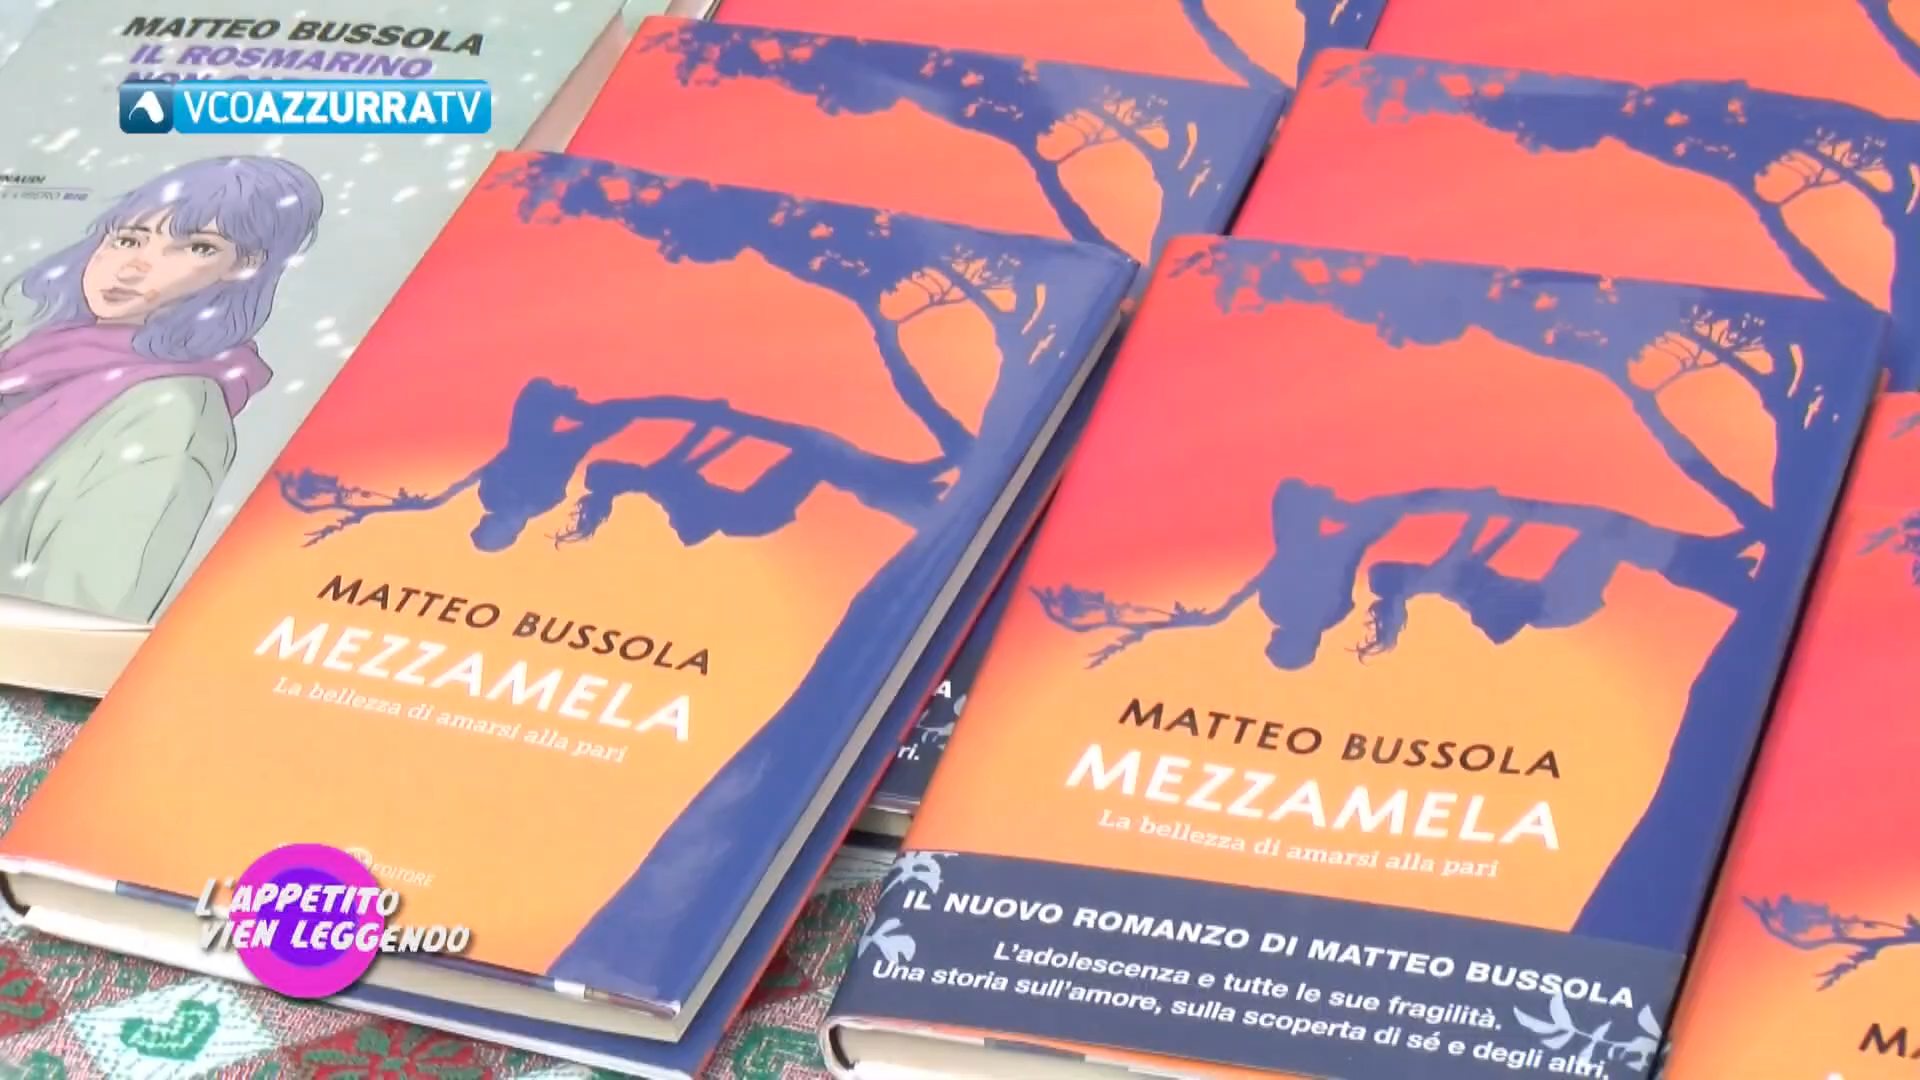 MATTEO BUSSOLA
IL ROSMARINO
VCOAZZURRATV
MATTEO BUSSOLA
MEZZAMELA
La bellezza di amarsi alla pari
EDITORE
MATTEO BUSSOLA
MEZZAMELA
La bellezza di amarsi alla pari
IL NUOVO ROMANZO DI MATTEO BUSSOLA
L'adolescenza e tutte le sue fragilità.
Una storia sull'amore, sulla scoperta di sé e degli altri.
L'APPETITO
VIEN LEGGENDO